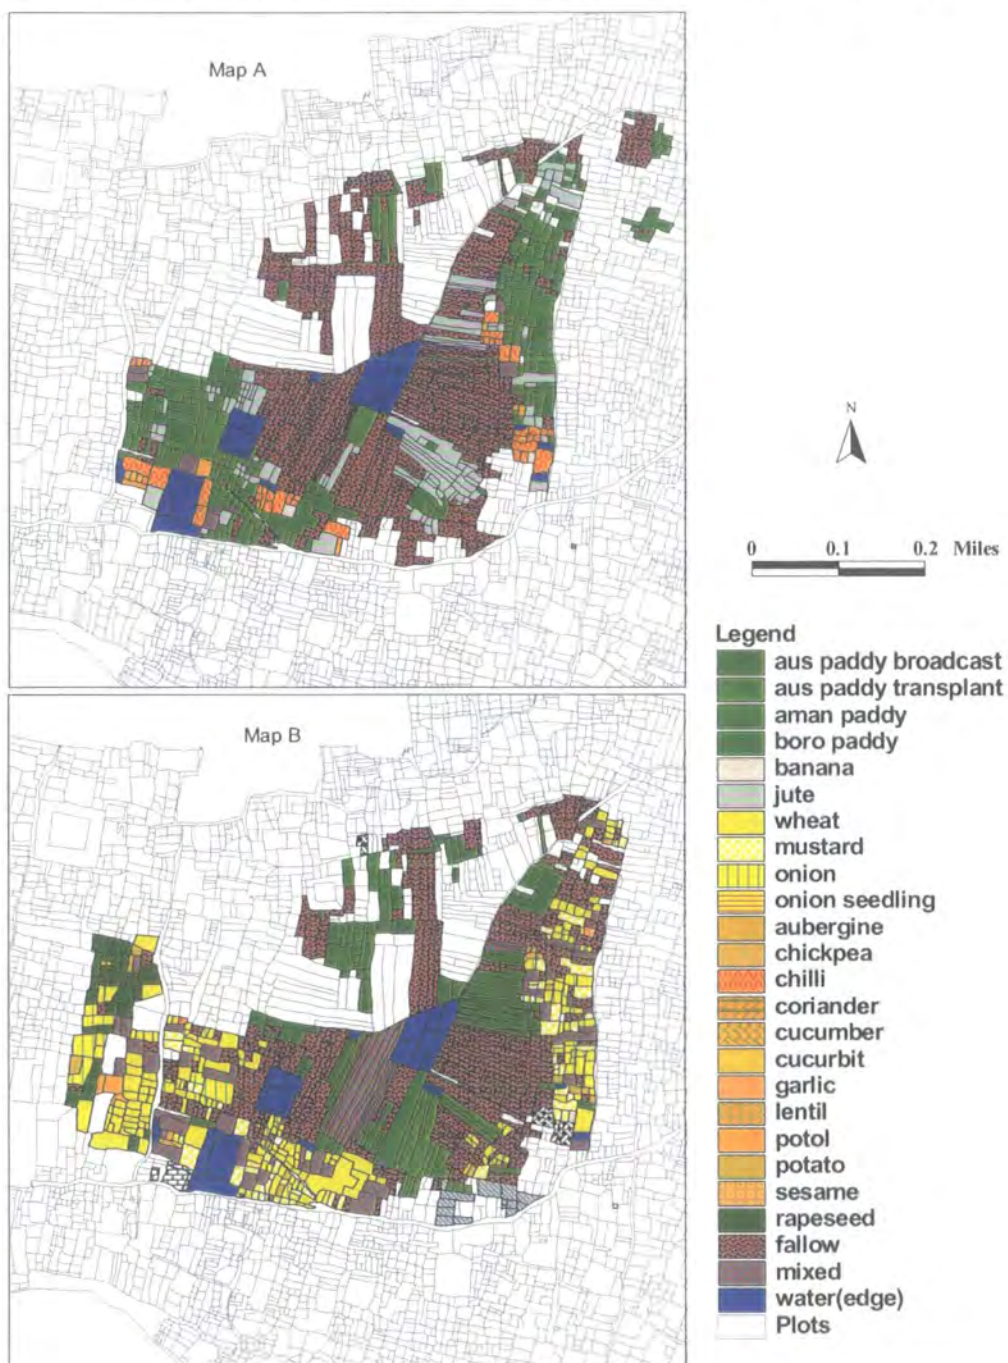 Map A
N
0 0.1 0.2 Miles
Legend
aus paddy broadcast
aus paddy transplant
aman paddy
boro paddy
banana
jute
wheat
mustard
onion
onion seedling
aubergine
chickpea
chilli
coriander
cucumber
cucurbit
garlic
lentil
potol
potato
sesame
rapeseed
fallow
mixed
water(edge)
Plots
Map B